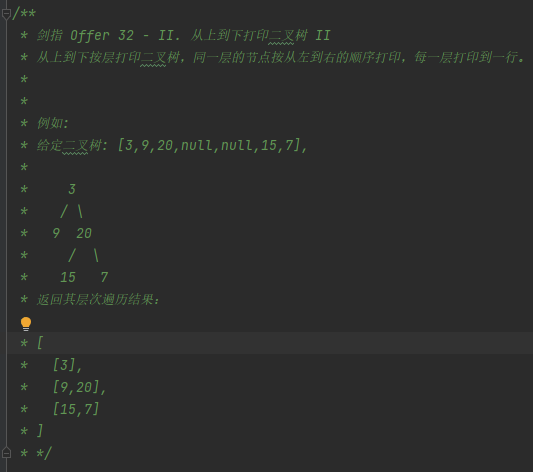 /**
 * 剑指 Offer 32 - II. 从上到下打印二叉树 II
 * 从上到下按层打印二叉树，同一层的节点按从左到右的顺序打印，每一层打印到一行。
 *
 *
 * 例如:
 * 给定二叉树: [3,9,20,null,null,15,7],
 *
 *     3
 *    / \
 *   9  20
 *     /  \
 *    15   7
 * 返回其层次遍历结果：

 * [
 *   [3],
 *   [9,20],
 *   [15,7]
 * ]
 * */